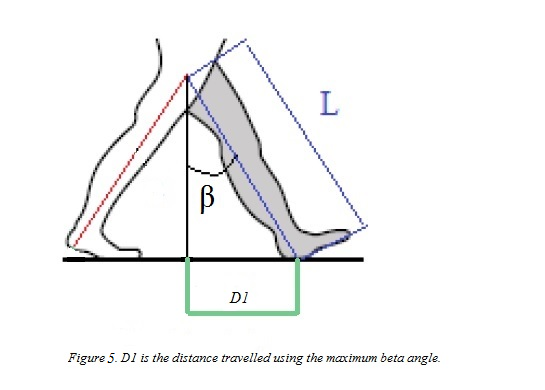 L
β
D1
Figure 5. D1 is the distance travelled using the maximum beta angle.